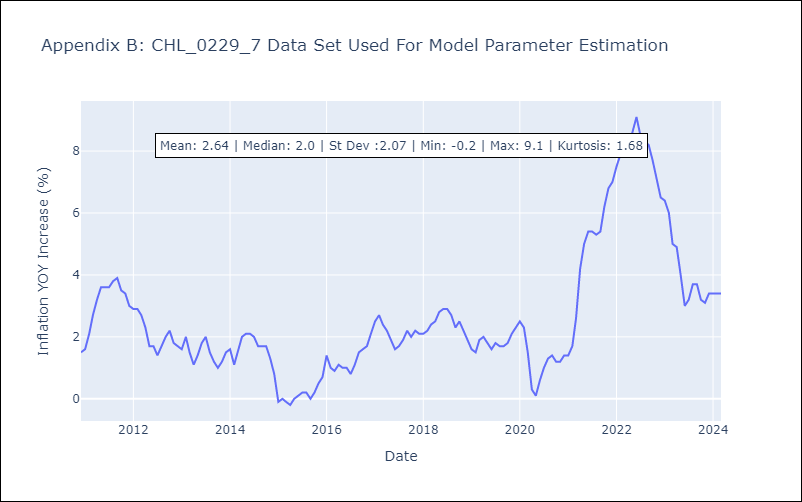 Appendix B: CHL_0229_7 Data Set Used For Model Parameter Estimation
Mean: 2.64 | Median: 2.0 | St Dev :2.07 | Min: -0.2 | Max: 9.1 | Kurtosis: 1.68
Inflation YOY Increase (%)
8
6
4
2
0
2012 2014 2016 2018 2020 2022 2024
Date